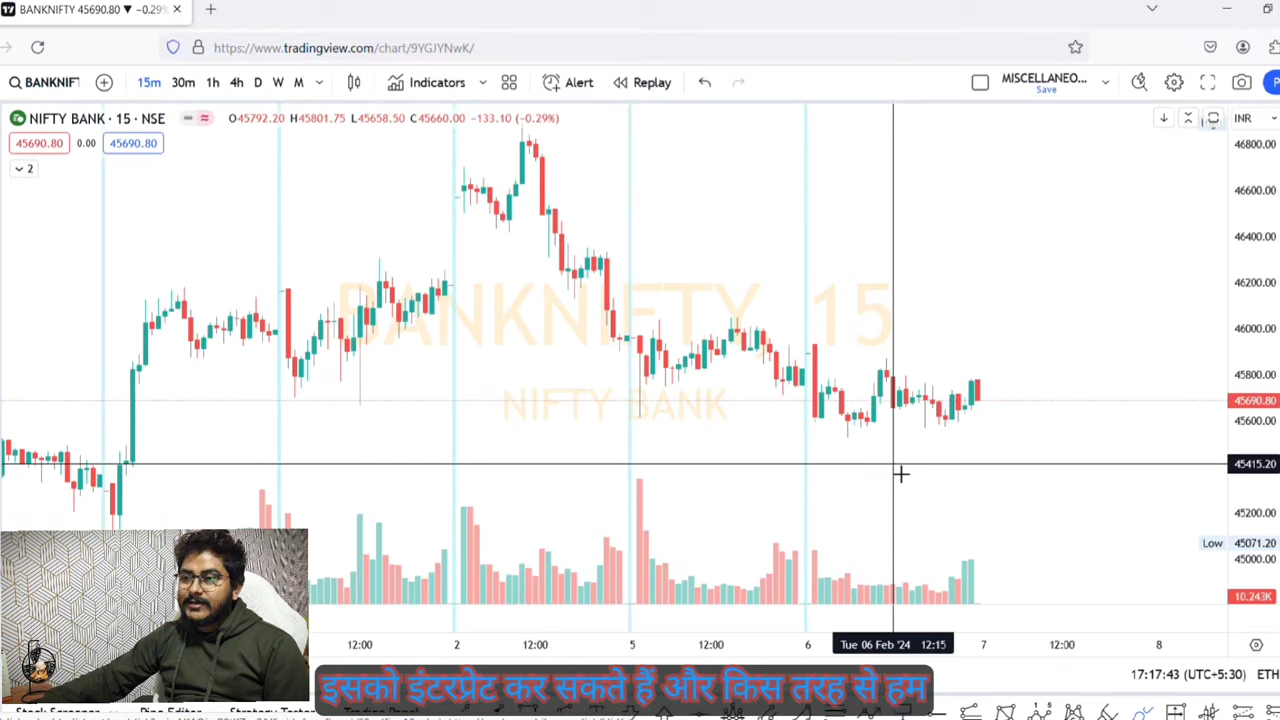 BANKNIFTY 45690.80 ▼ −0.29%
https://www.tradingview.com/chart/9YGJYNwK/
BANKNIFT 15m 30m 1h 4h D W M Indicators Alert Replay MISCELLANEO... Save
NIFTY BANK · 15 · NSE O45792.20 H45801.75 L45658.50 C45660.00 −133.10 (−0.29%) INR
45690.80 0.00 45690.80
2
46800.00
46600.00
46400.00
46200.00
BANKNIFTY, 15
46000.00
45800.00
NIFTY BANK
45690.80
45600.00
45415.20
45200.00
Low 45071.20
45000.00
10.243K
12:00 2 12:00 5 12:00 6 Tue 06 Feb '24 12:15 7 12:00 8
17:17:43 (UTC+5:30) ETH
इसको इंटरप्रेट कर सकते हैं और किस तरह से हम